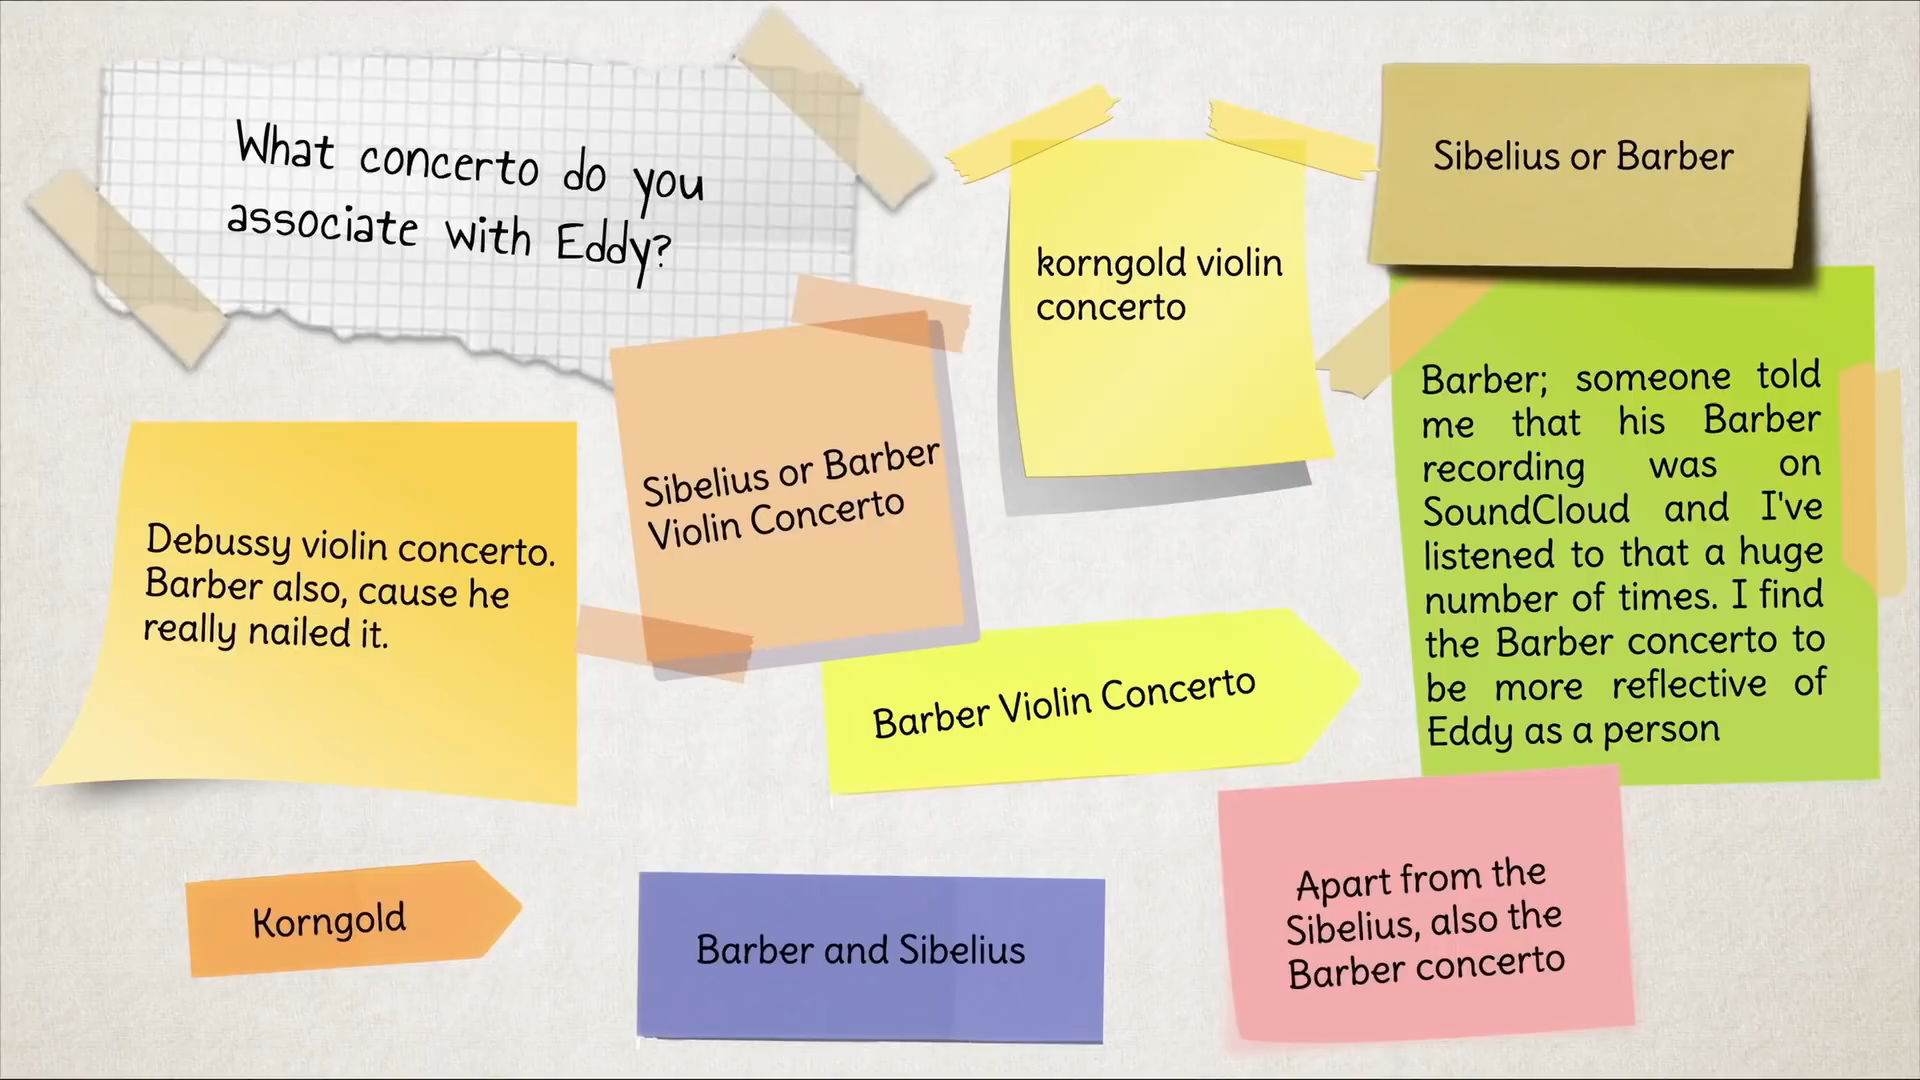 What concerto do you
associate with Eddy?
korngold violin
concerto
Sibelius or Barber
Sibelius or Barber
Violin Concerto
Barber; someone told
me that his Barber
recording was on
SoundCloud and I've
listened to that a huge
number of times. I find
the Barber concerto to
be more reflective of
Eddy as a person
Debussy violin concerto.
Barber also, cause he
really nailed it.
Barber Violin Concerto
Korngold
Barber and Sibelius
Apart from the
Sibelius, also the
Barber concerto